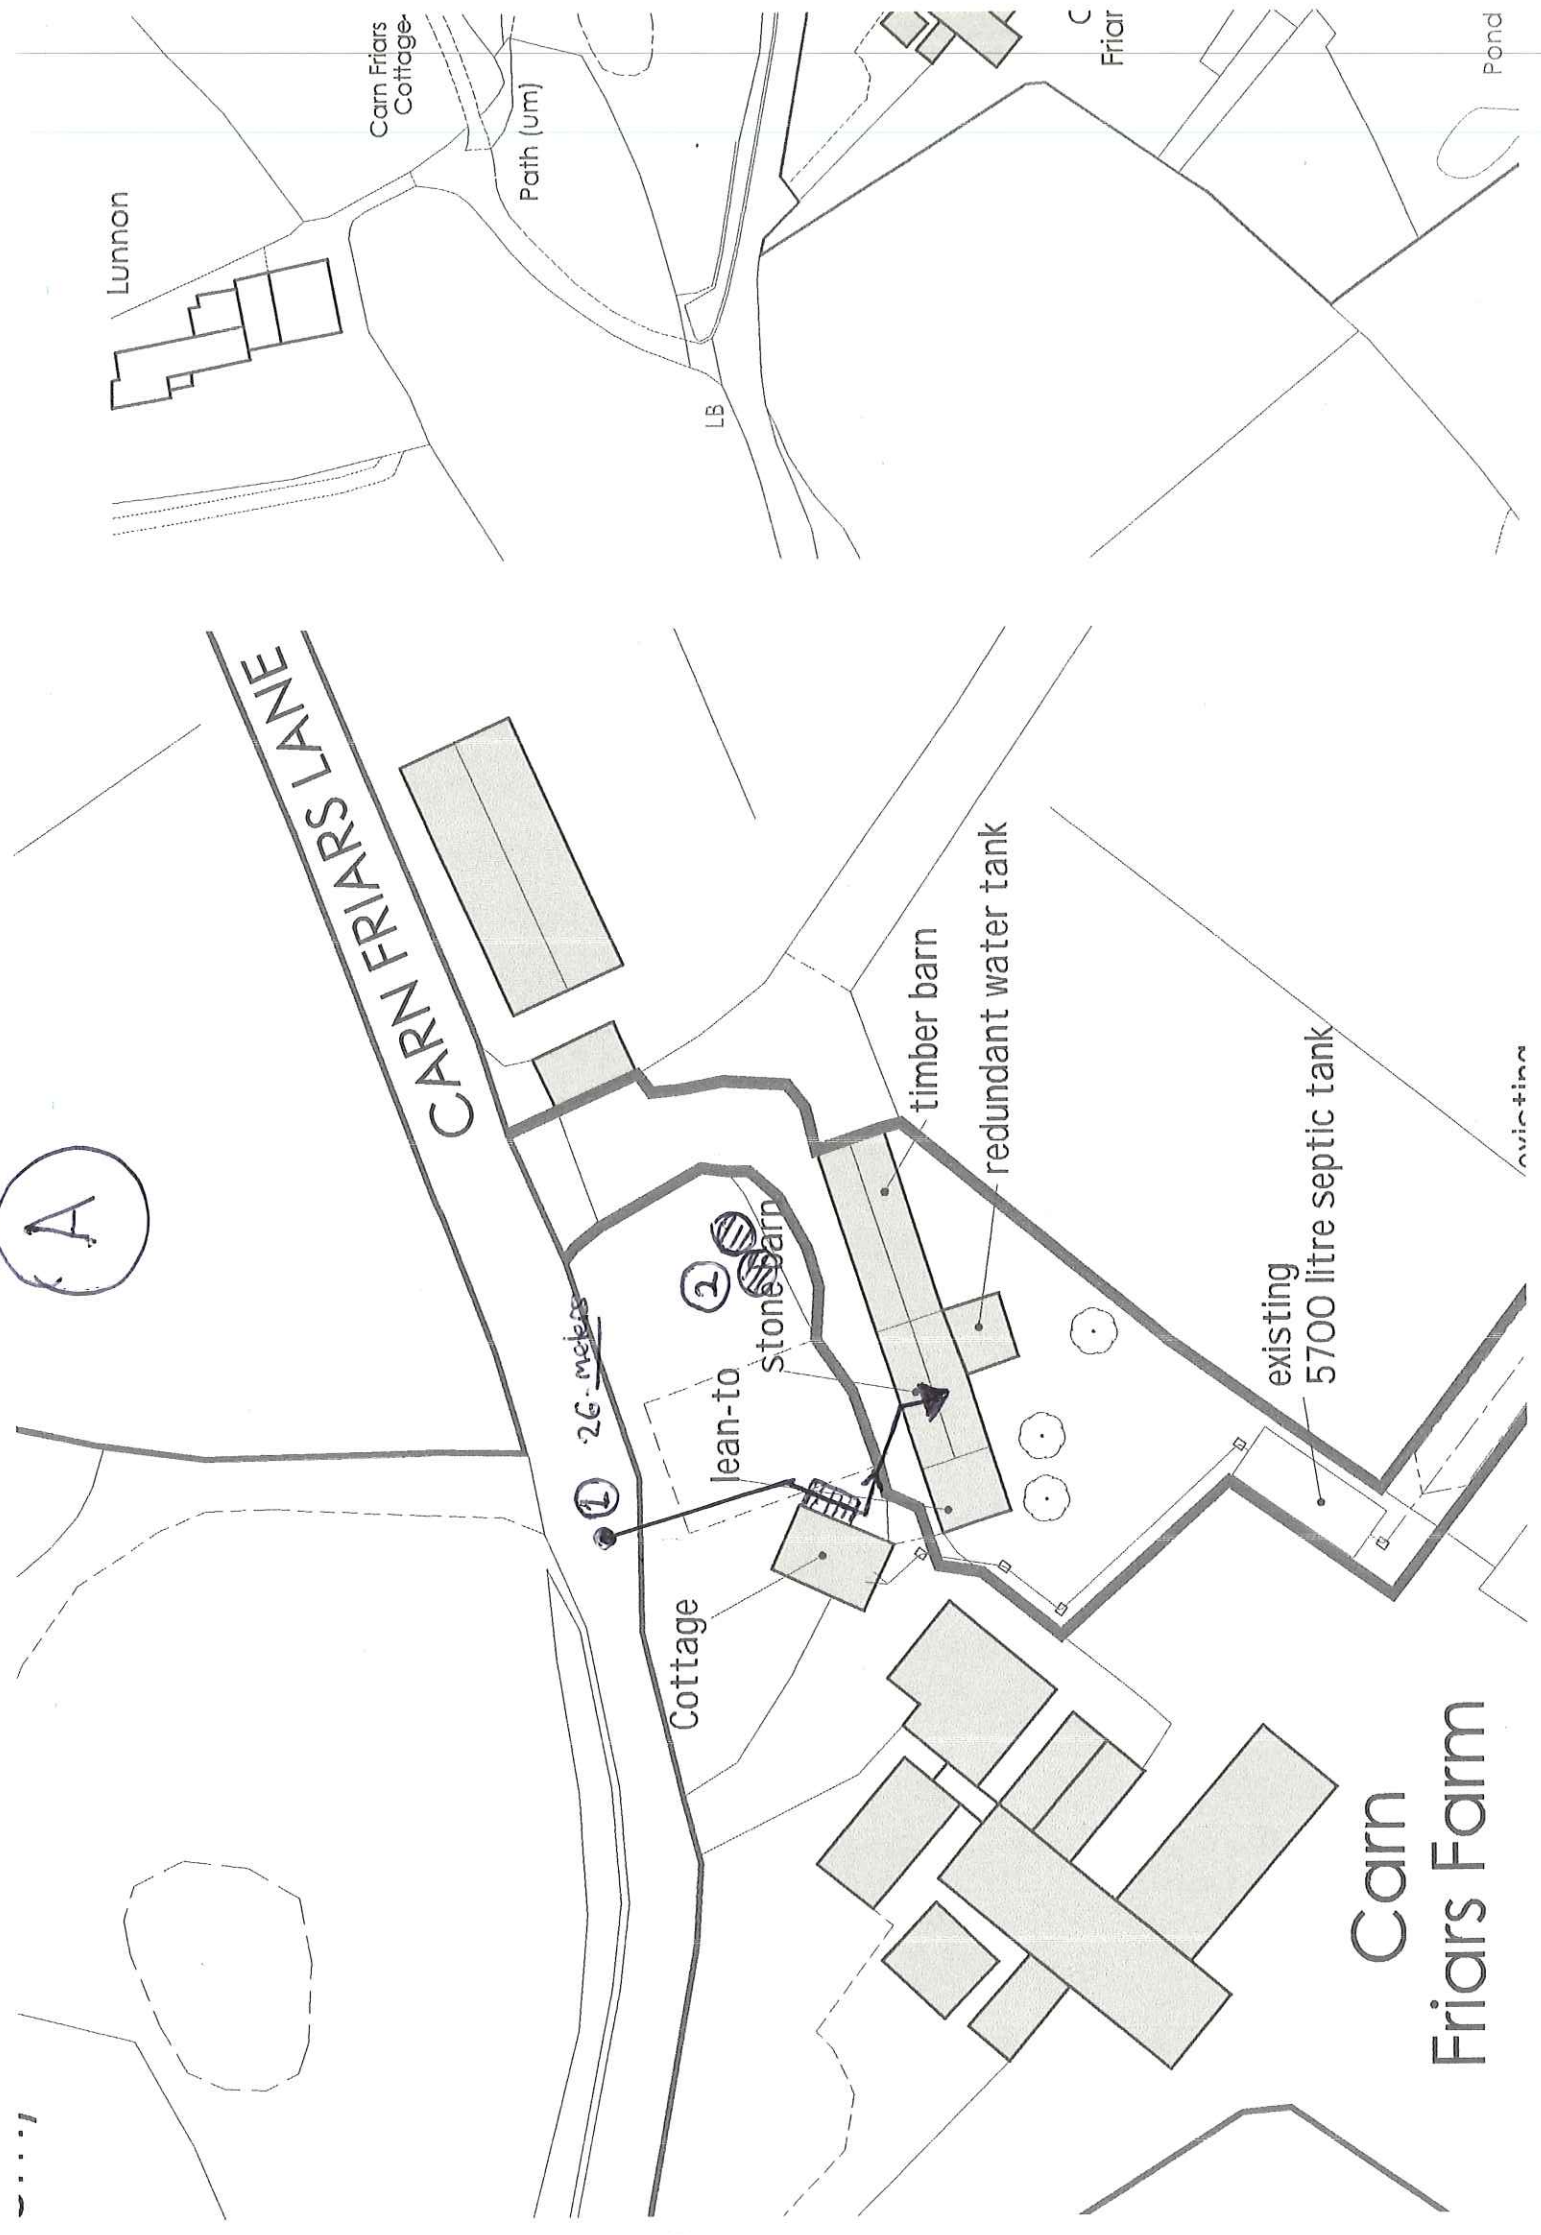 Lunnon
Carn Friars
Cottage
Path (um)
LB
C
Friar
Pond
A
CARN FRIARS LANE
1
26-meters
2
lean-to
stone barn
timber barn
redundant water tank
Cottage
existing
5700 litre septic tank
existing
Carn
Friars Farm